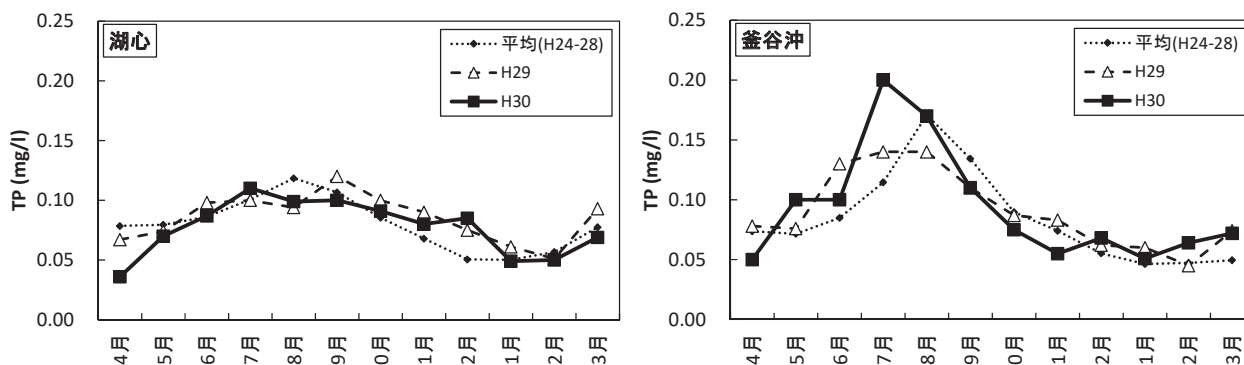 湖心
平均(H24-28)
H29
H30
TP (mg/l)
0.25
0.20
0.15
0.10
0.05
0.00
4月
5月
6月
7月
8月
9月
0月
1月
2月
1月
2月
3月
釜谷沖
平均(H24-28)
H29
H30
TP (mg/l)
0.25
0.20
0.15
0.10
0.05
0.00
4月
5月
6月
7月
8月
9月
0月
1月
2月
1月
2月
3月